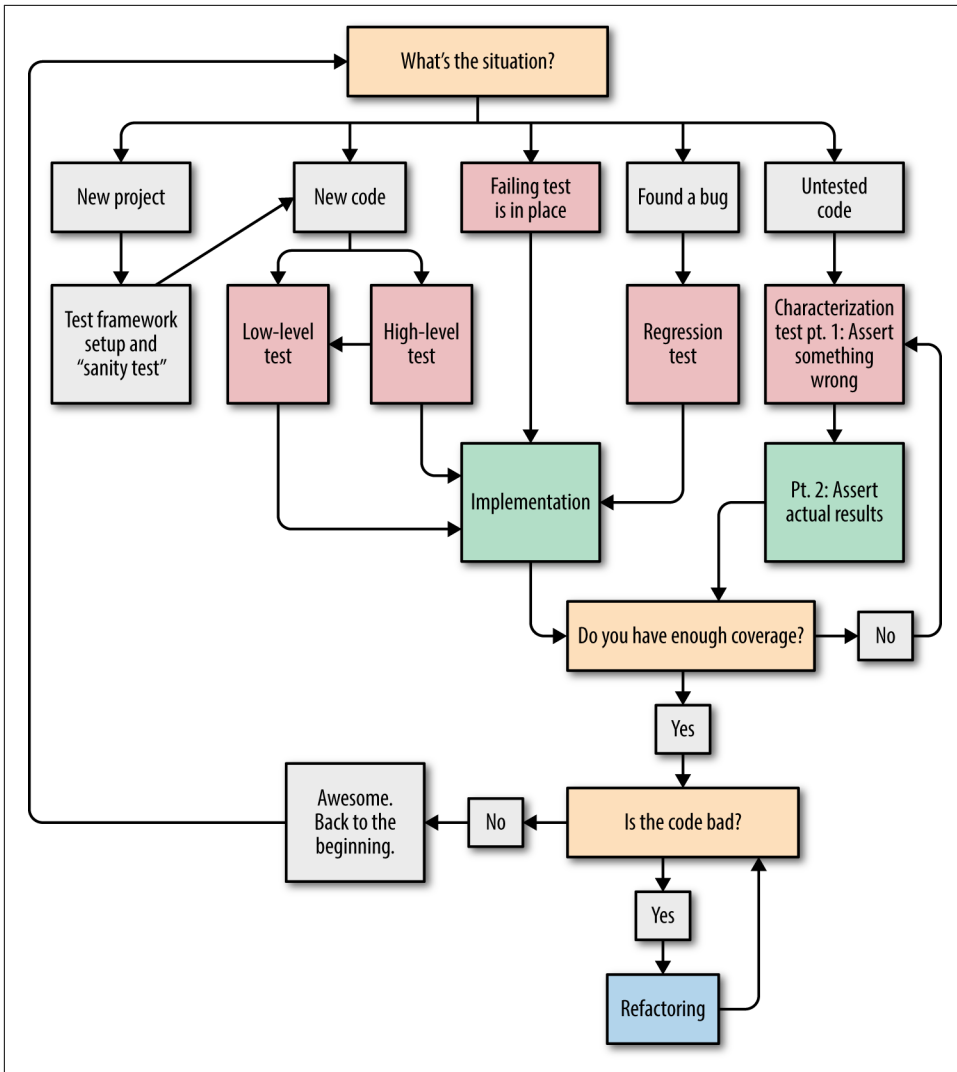 What’s the situation?
New project
New code
Failing test
is in place
Found a bug
Untested
code
Test framework
setup and
“sanity test”
Low-level
test
High-level
test
Regression
test
Characterization
test pt. 1: Assert
something
wrong
Implementation
Pt. 2: Assert
actual results
Do you have enough coverage?
No
Yes
Awesome.
Back to the
beginning.
No
Is the code bad?
Yes
Refactoring